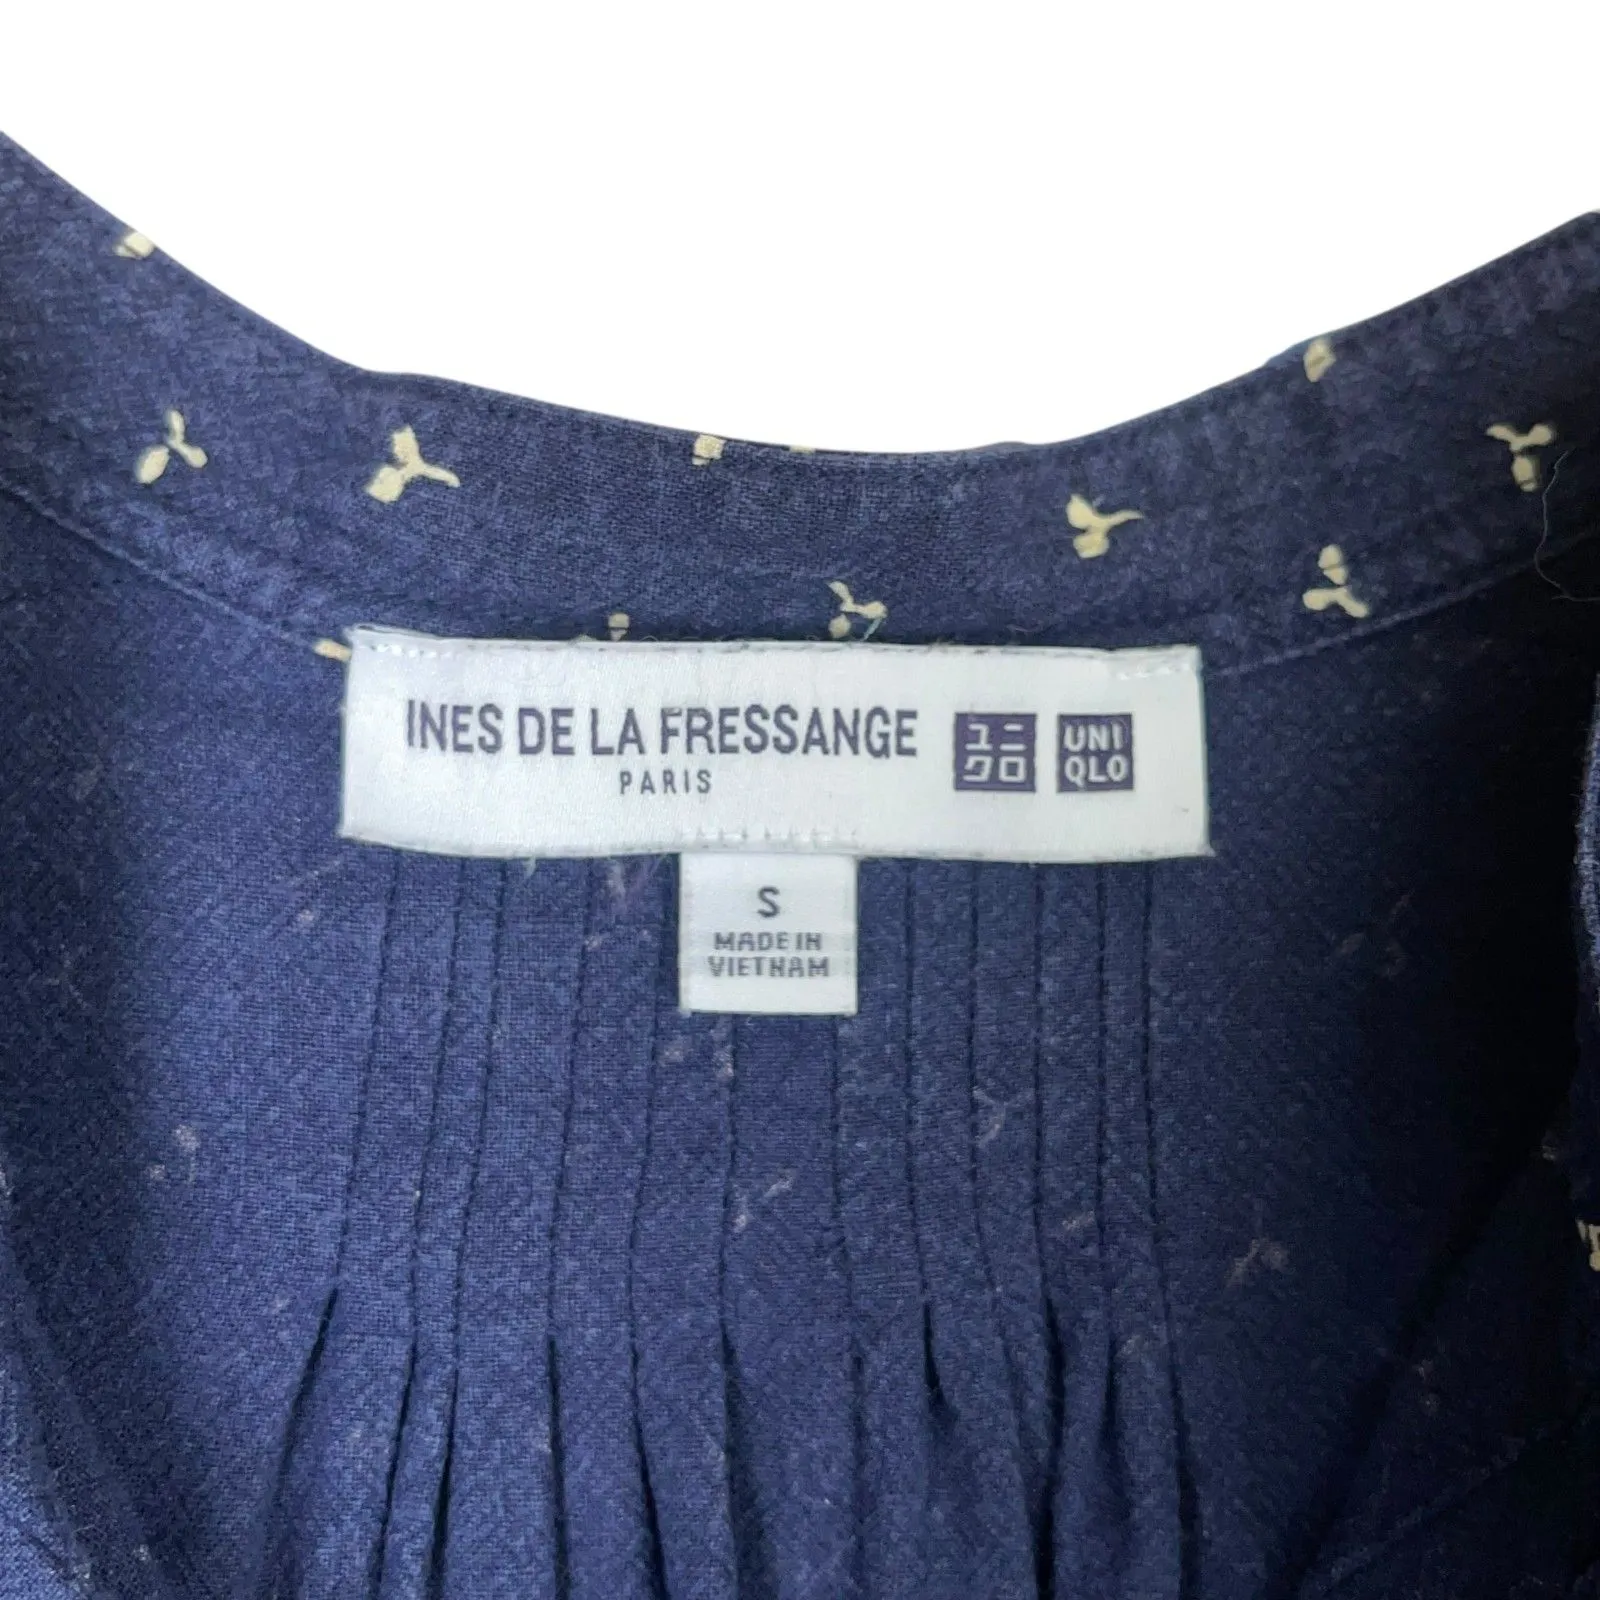 INES DE LA FRESSANGE
PARIS
ユニ
クロ
UNI
QLO
S
MADE IN
VIETNAM